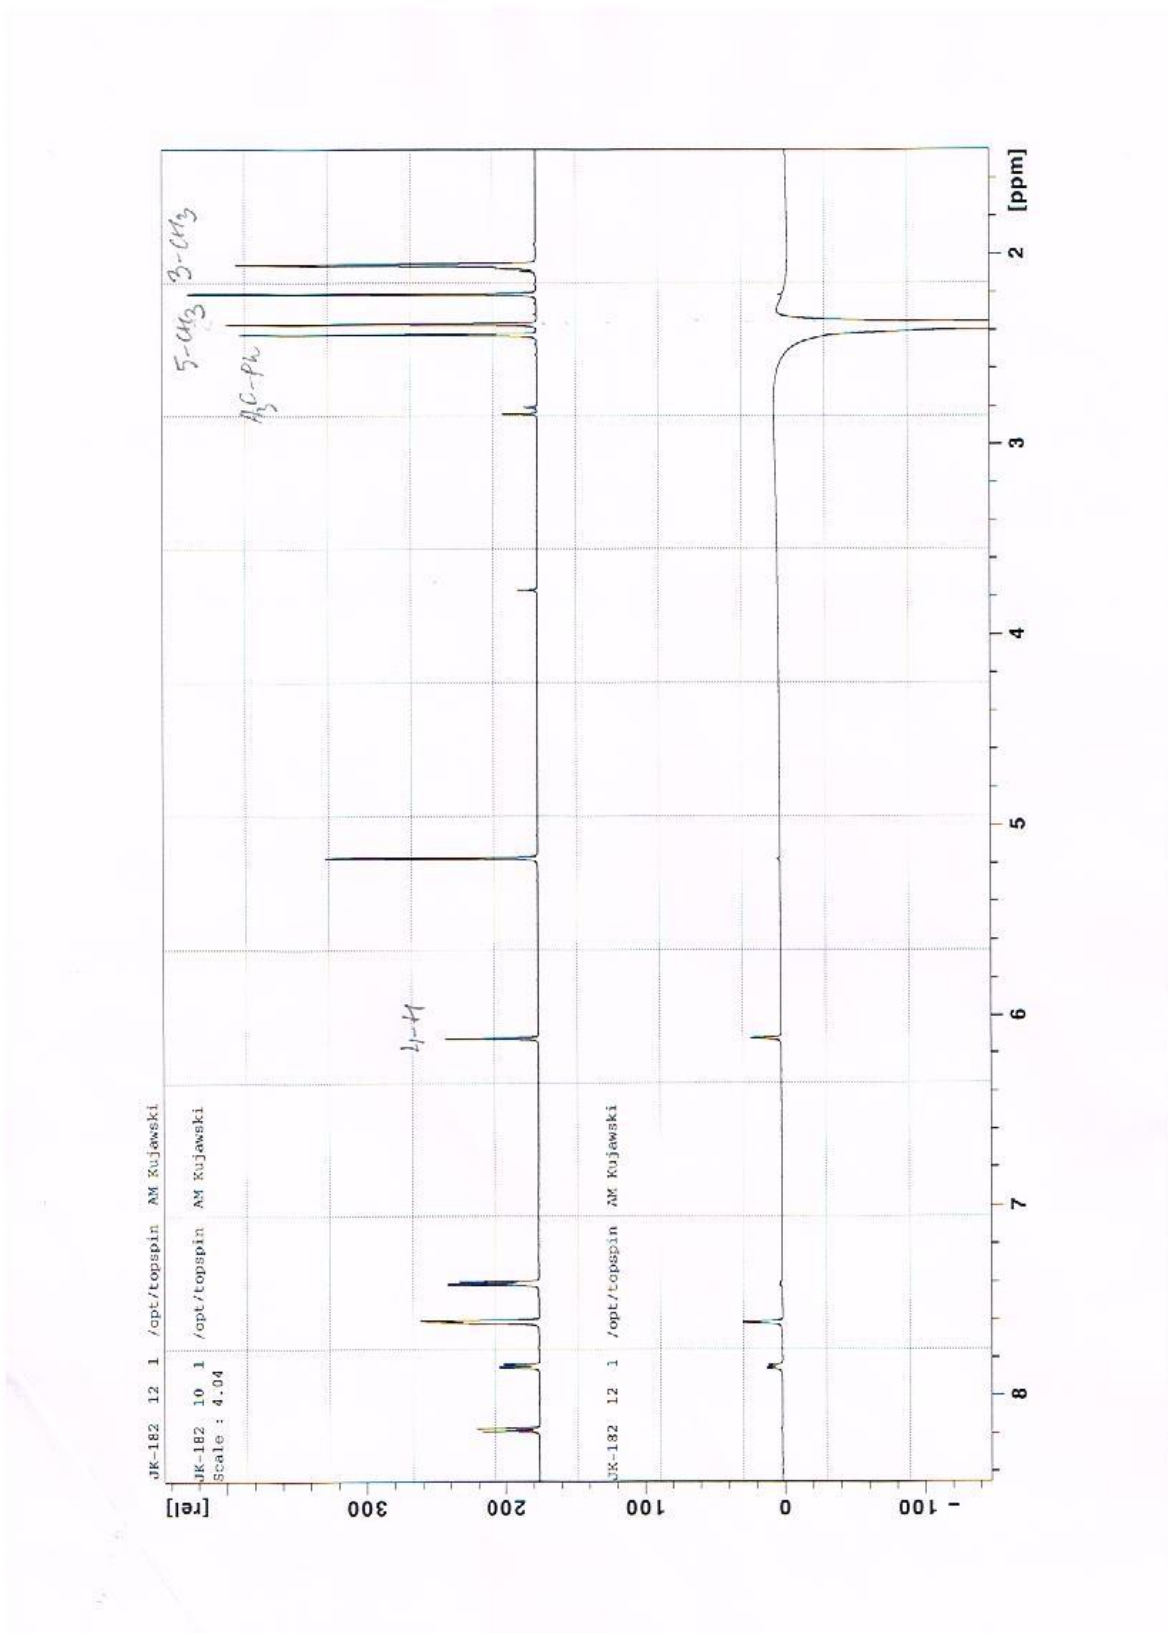 JK-182 12 1 /opt/topspin AM Kujawski
JK-182 10 1 /opt/topspin AM Kujawski
Scale : 4.04
3-CH3
5-CH3
H3C-Ph
4-H
JK-182 12 1 /opt/topspin AM Kujawski
[rel]
300
200
100
0
- 100
8
7
6
5
4
3
2
[ppm]